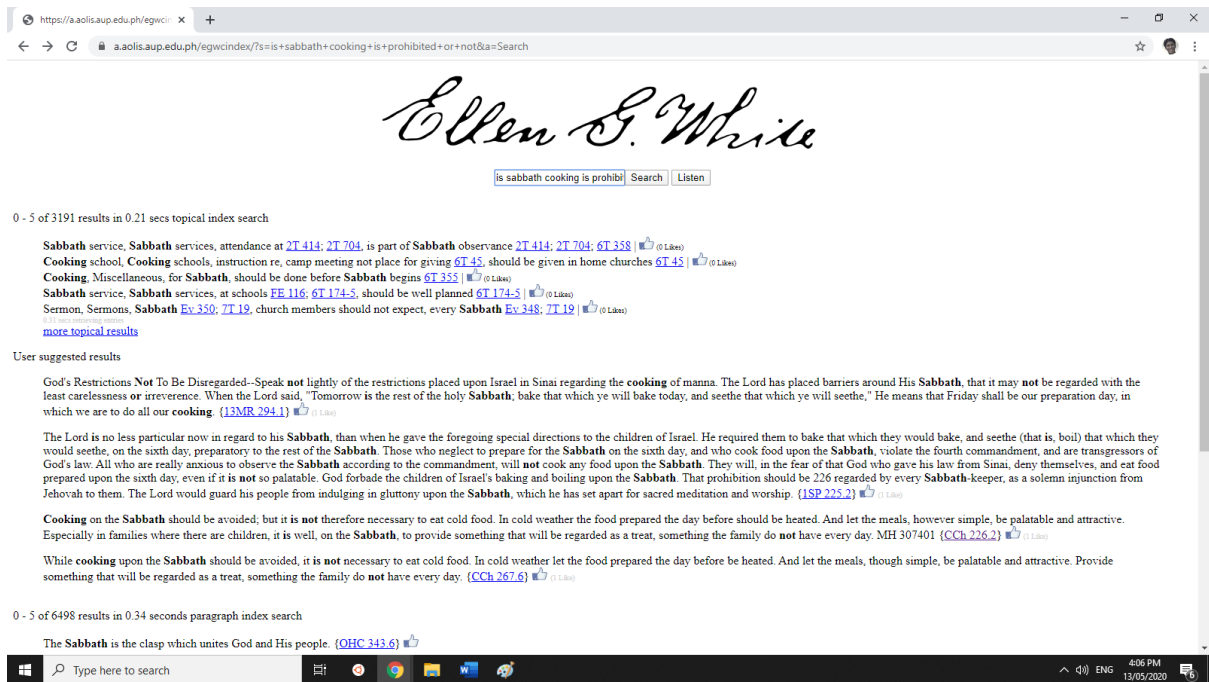 https://a.aolis.aup.edu.ph/egwcin
a.aolis.aup.edu.ph/egwcindex/?s=is+sabbath+cooking+is+prohibited+or+not&a=Search
Ellen G. White
is sabbath cooking is prohibi
Search
Listen
0 - 5 of 3191 results in 0.21 secs topical index search
Sabbath service, Sabbath services, attendance at 2T 414; 2T 704, is part of Sabbath observance 2T 414; 2T 704; 6T 358 | (0 Likes)
Cooking school, Cooking schools, instruction re, camp meeting not place for giving 6T 45, should be given in home churches 6T 45 | (0 Likes)
Cooking, Miscellaneous, for Sabbath, should be done before Sabbath begins 6T 355 | (0 Likes)
Sabbath service, Sabbath services, at schools FE 116; 6T 174-5, should be well planned 6T 174-5 | (0 Likes)
Sermon, Sermons, Sabbath Ev 350; 7T 19, church members should not expect, every Sabbath Ev 348; 7T 19 | (0 Likes)
0.31 secs retrieving entries
more topical results
User suggested results
God's Restrictions Not To Be Disregarded--Speak not lightly of the restrictions placed upon Israel in Sinai regarding the cooking of manna. The Lord has placed barriers around His Sabbath, that it may not be regarded with the
least carelessness or irreverence. When the Lord said, "Tomorrow is the rest of the holy Sabbath; bake that which ye will bake today, and seethe that which ye will seethe," He means that Friday shall be our preparation day, in
which we are to do all our cooking. {13MR 294.1} (1 Like)
The Lord is no less particular now in regard to his Sabbath, than when he gave the foregoing special directions to the children of Israel. He required them to bake that which they would bake, and seethe (that is, boil) that which they
would seethe, on the sixth day, preparatory to the rest of the Sabbath. Those who neglect to prepare for the Sabbath on the sixth day, and who cook food upon the Sabbath, violate the fourth commandment, and are transgressors of
God's law. All who are really anxious to observe the Sabbath according to the commandment, will not cook any food upon the Sabbath. They will, in the fear of that God who gave his law from Sinai, deny themselves, and eat food
prepared upon the sixth day, even if it is not so palatable. God forbade the children of Israel's baking and boiling upon the Sabbath. That prohibition should be 226 regarded by every Sabbath-keeper, as a solemn injunction from
Jehovah to them. The Lord would guard his people from indulging in gluttony upon the Sabbath, which he has set apart for sacred meditation and worship. {1SP 225.2} (1 Like)
Cooking on the Sabbath should be avoided; but it is not therefore necessary to eat cold food. In cold weather the food prepared the day before should be heated. And let the meals, however simple, be palatable and attractive.
Especially in families where there are children, it is well, on the Sabbath, to provide something that will be regarded as a treat, something the family do not have every day. MH 307401 {CCh 226.2} (1 Like)
While cooking upon the Sabbath should be avoided, it is not necessary to eat cold food. In cold weather let the food prepared the day before be heated. And let the meals, though simple, be palatable and attractive. Provide
something that will be regarded as a treat, something the family do not have every day. {CCh 267.6} (1 Like)
0 - 5 of 6498 results in 0.34 seconds paragraph index search
The Sabbath is the clasp which unites God and His people. {OHC 343.6}
Type here to search
ENG
4:06 PM
13/05/2020
6